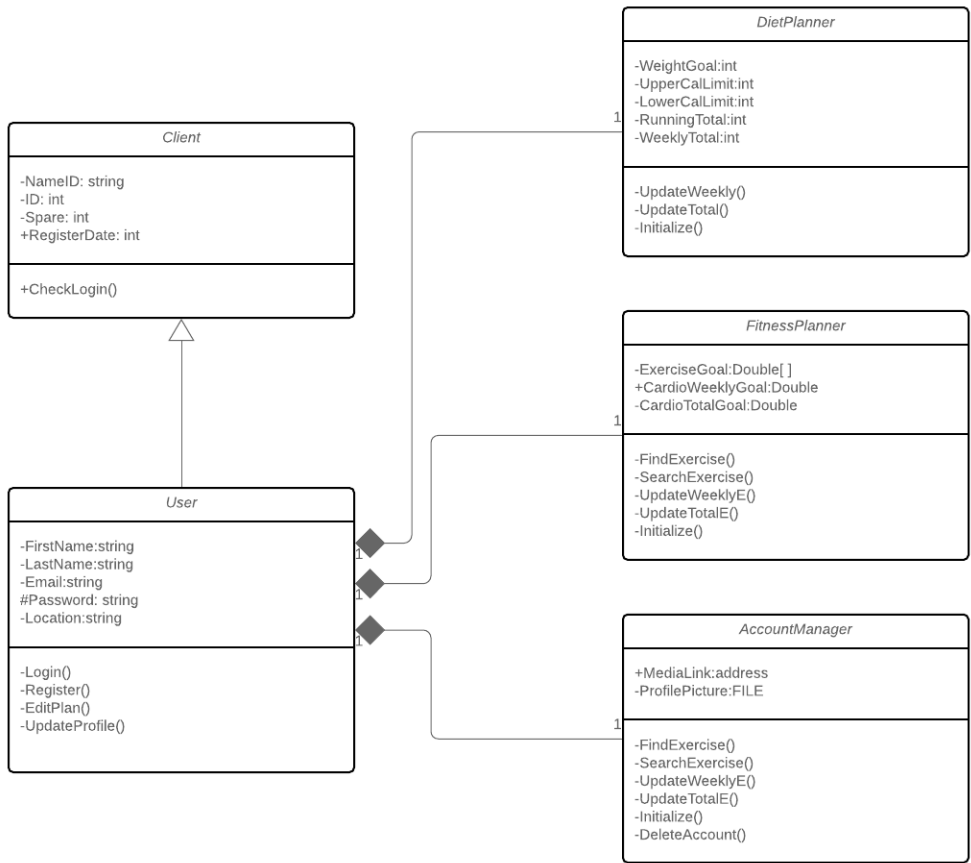 Client
-NameID: string
-ID: int
-Spare: int
+RegisterDate: int
+CheckLogin()
User
-FirstName:string
-LastName:string
-Email:string
#Password: string
-Location:string
-Login()
-Register()
-EditPlan()
-UpdateProfile()
1
1
1
1
DietPlanner
-WeightGoal:int
-UpperCalLimit:int
-LowerCalLimit:int
-RunningTotal:int
-WeeklyTotal:int
-UpdateWeekly()
-UpdateTotal()
-Initialize()
1
FitnessPlanner
-ExerciseGoal:Double[ ]
+CardioWeeklyGoal:Double
-CardioTotalGoal:Double
-FindExercise()
-SearchExercise()
-UpdateWeeklyE()
-UpdateTotalE()
-Initialize()
1
AccountManager
+MediaLink:address
-ProfilePicture:FILE
-FindExercise()
-SearchExercise()
-UpdateWeeklyE()
-UpdateTotalE()
-Initialize()
-DeleteAccount()